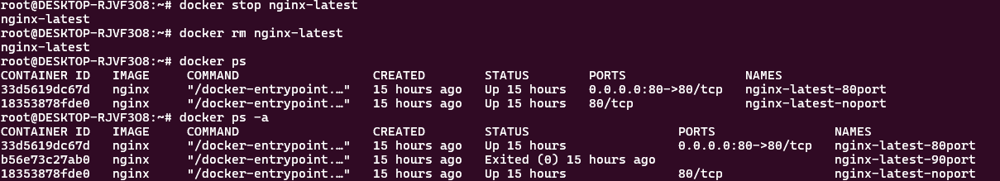 root@DESKTOP-RJVF3O8:~# docker stop nginx-latest
nginx-latest
root@DESKTOP-RJVF3O8:~# docker rm nginx-latest
nginx-latest
root@DESKTOP-RJVF3O8:~# docker ps
CONTAINER ID   IMAGE     COMMAND                  CREATED        STATUS        PORTS                NAMES
33d5619dc67d   nginx     "/docker-entrypoint.…"   15 hours ago   Up 15 hours   0.0.0.0:80->80/tcp   nginx-latest-80port
18353878fde0   nginx     "/docker-entrypoint.…"   15 hours ago   Up 15 hours   80/tcp               nginx-latest-noport
root@DESKTOP-RJVF3O8:~# docker ps -a
CONTAINER ID   IMAGE     COMMAND                  CREATED        STATUS                    PORTS                NAMES
33d5619dc67d   nginx     "/docker-entrypoint.…"   15 hours ago   Up 15 hours               0.0.0.0:80->80/tcp   nginx-latest-80port
b56e73c27ab0   nginx     "/docker-entrypoint.…"   15 hours ago   Exited (0) 15 hours ago                        nginx-latest-90port
18353878fde0   nginx     "/docker-entrypoint.…"   15 hours ago   Up 15 hours               80/tcp               nginx-latest-noport